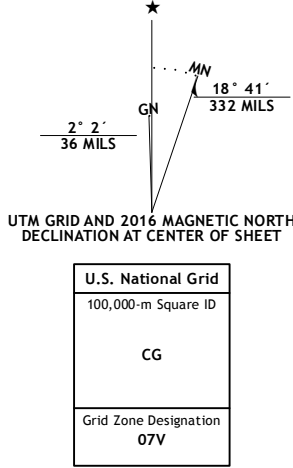 ★
MN
GN
18° 41´
332 MILS
2° 2´
36 MILS
UTM GRID AND 2016 MAGNETIC NORTH
DECLINATION AT CENTER OF SHEET
U.S. National Grid
100,000-m Square ID
CG
Grid Zone Designation
07V